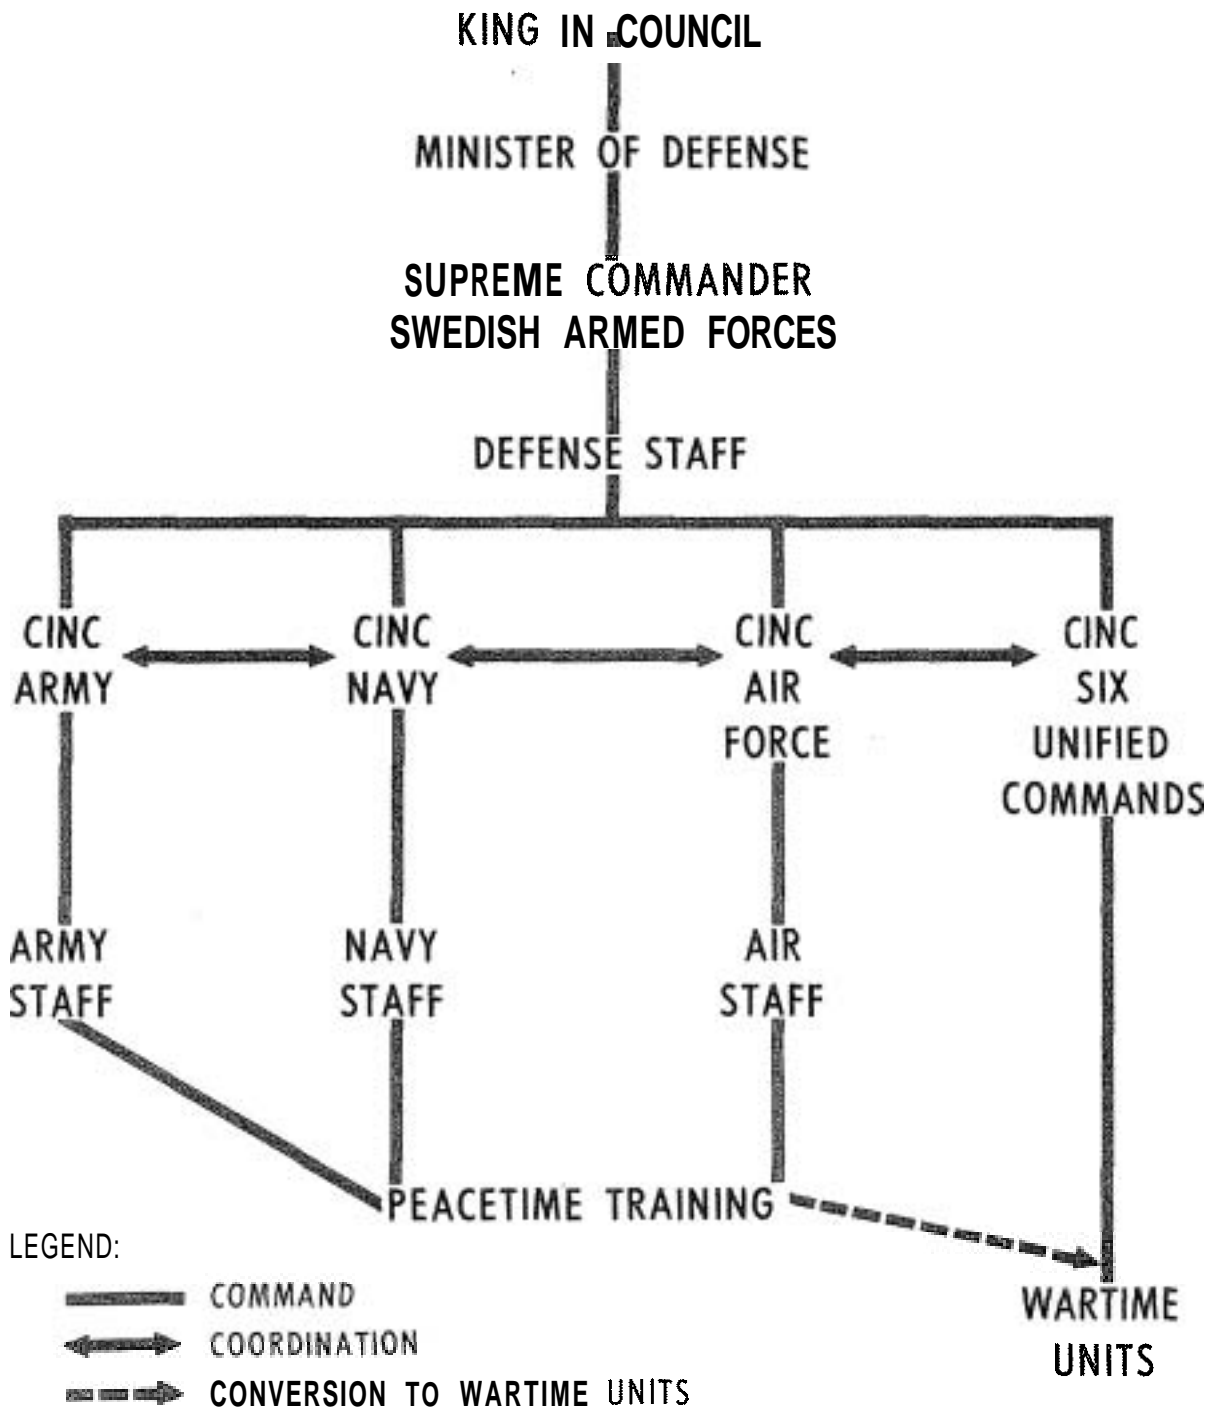 KING IN COUNCIL
MINISTER OF DEFENSE
SUPREME COMMANDER
SWEDISH ARMED FORCES
DEFENSE STAFF
CINC
ARMY
CINC
NAVY
CINC
AIR
FORCE
CINC
SIX
UNIFIED
COMMANDS
ARMY
STAFF
NAVY
STAFF
AIR
STAFF
PEACETIME TRAINING
WARTIME
UNITS
LEGEND:
COMMAND
COORDINATION
CONVERSION TO WARTIME UNITS